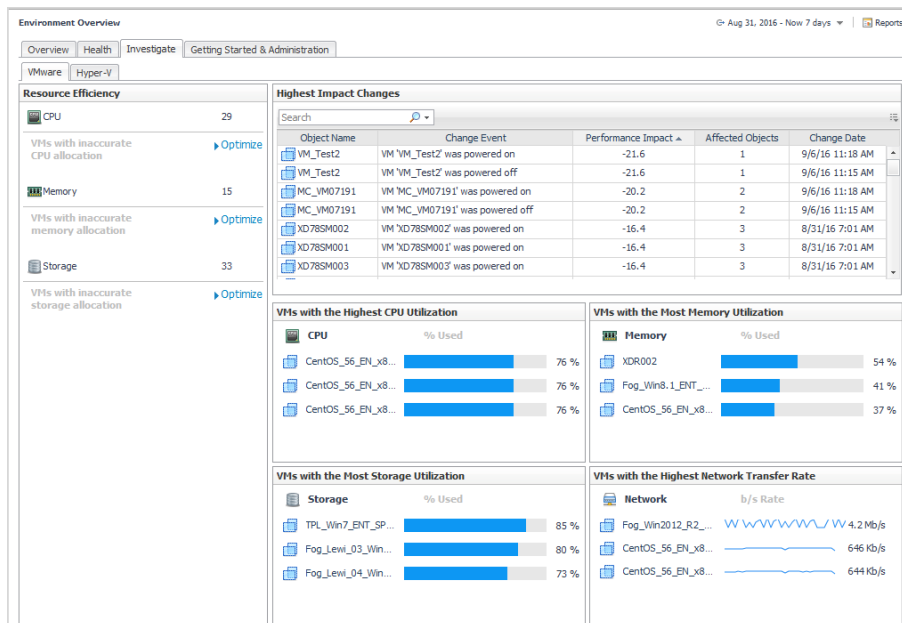 Environment Overview
Aug 31, 2016 - Now 7 days
Reports
Overview
Health
Investigate
Getting Started & Administration
VMware
Hyper-V
Resource Efficiency
CPU 29
VMs with inaccurate
CPU allocation
Optimize
Memory 15
VMs with inaccurate
memory allocation
Optimize
Storage 33
VMs with inaccurate
storage allocation
Optimize
Highest Impact Changes
Search
Object Name Change Event Performance Impact Affected Objects Change Date
VM_Test2 VM 'VM_Test2' was powered on -21.6 1 9/6/16 11:18 AM
VM_Test2 VM 'VM_Test2' was powered off -21.6 1 9/6/16 11:15 AM
MC_VM07191 VM 'MC_VM07191' was powered on -20.2 2 9/6/16 11:18 AM
MC_VM07191 VM 'MC_VM07191' was powered off -20.2 2 9/6/16 11:15 AM
XD78SM002 VM 'XD78SM002' was powered on -16.4 3 8/31/16 7:01 AM
XD78SM001 VM 'XD78SM001' was powered on -16.4 3 8/31/16 7:01 AM
XD78SM003 VM 'XD78SM003' was powered on -16.4 3 8/31/16 7:01 AM
VMs with the Highest CPU Utilization
CPU % Used
CentOS_56_EN_x8... 76 %
CentOS_56_EN_x8... 76 %
CentOS_56_EN_x8... 76 %
VMs with the Most Memory Utilization
Memory % Used
XDR002 54 %
Fog_Win8.1_ENT_... 41 %
CentOS_56_EN_x8... 37 %
VMs with the Most Storage Utilization
Storage % Used
TPL_Win7_ENT_SP... 85 %
Fog_Lewi_03_Win... 80 %
Fog_Lewi_04_Win... 73 %
VMs with the Highest Network Transfer Rate
Network b/s Rate
Fog_Win2012_R2_... 4.2 Mb/s
CentOS_56_EN_x8... 646 Kb/s
CentOS_56_EN_x8... 644 Kb/s